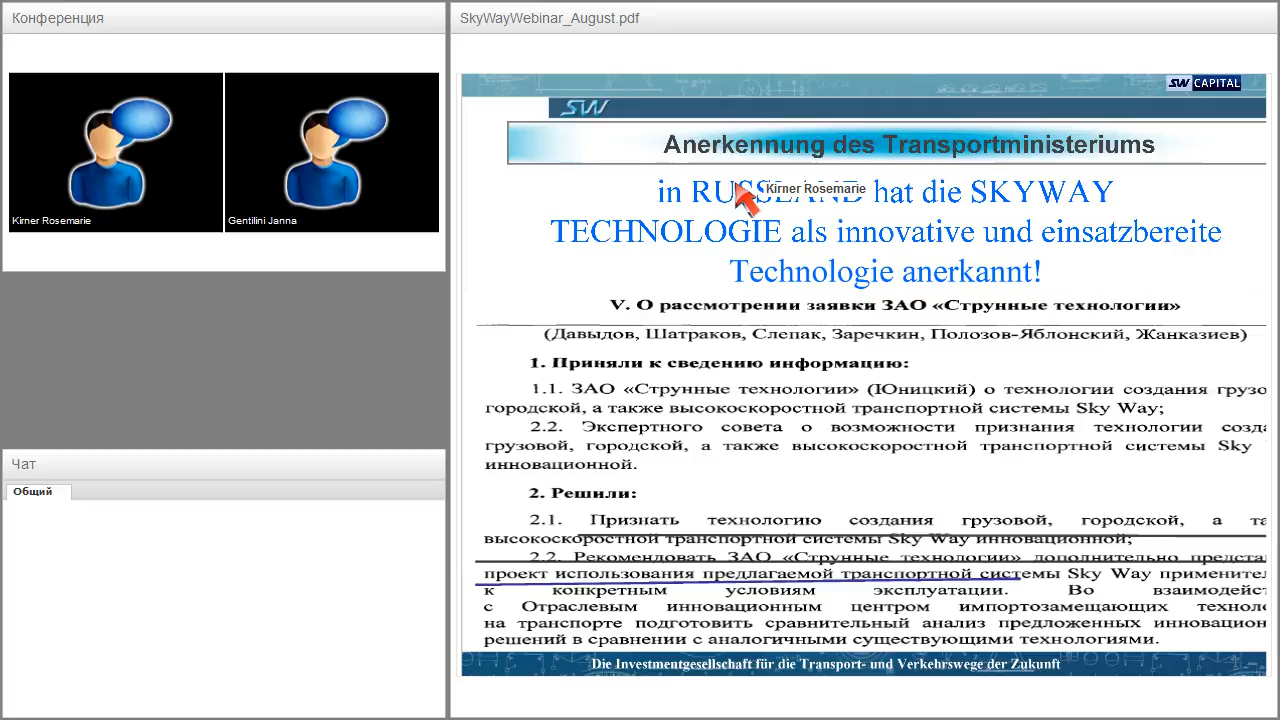 Конференция
Kirner Rosemarie
Gentilini Janna
Чат
Общий
SkyWayWebinar_August.pdf
SW CAPITAL
SW
Anerkennung des Transportministeriums
in RUSSLAND hat die SKYWAY
Kirner Rosemarie
TECHNOLOGIE als innovative und einsatzbereite
Technologie anerkannt!
V. О рассмотрении заявки ЗАО «Струнные технологии»
(Давыдов, Шатраков, Слепак, Заречкин, Полозов-Яблонский, Жанказиев)
1. Приняли к сведению информацию:
1.1. ЗАО «Струнные технологии» (Юницкий) о технологии создания грузо
городской, а также высокоскоростной транспортной системы Sky Way;
2.2. Экспертного совета о возможности признания технологии созда
грузовой, городской, а также высокоскоростной транспортной системы Sky
инновационной.
2. Решили:
2.1. Признать технологию создания грузовой, городской, а та
высокоскоростной транспортной системы Sky Way инновационной;
2.2. Рекомендовать ЗАО «Струнные технологии» дополнительно предста
проект использования предлагаемой транспортной системы Sky Way применител
к конкретным условиям эксплуатации. Во взаимодейст
с Отраслевым инновационным центром импортозамещающих техноло
на транспорте подготовить сравнительный анализ предложенных инновацион
решений в сравнении с аналогичными существующими технологиями.
Die Investmentgesellschaft für die Transport- und Verkehrswege der Zukunft